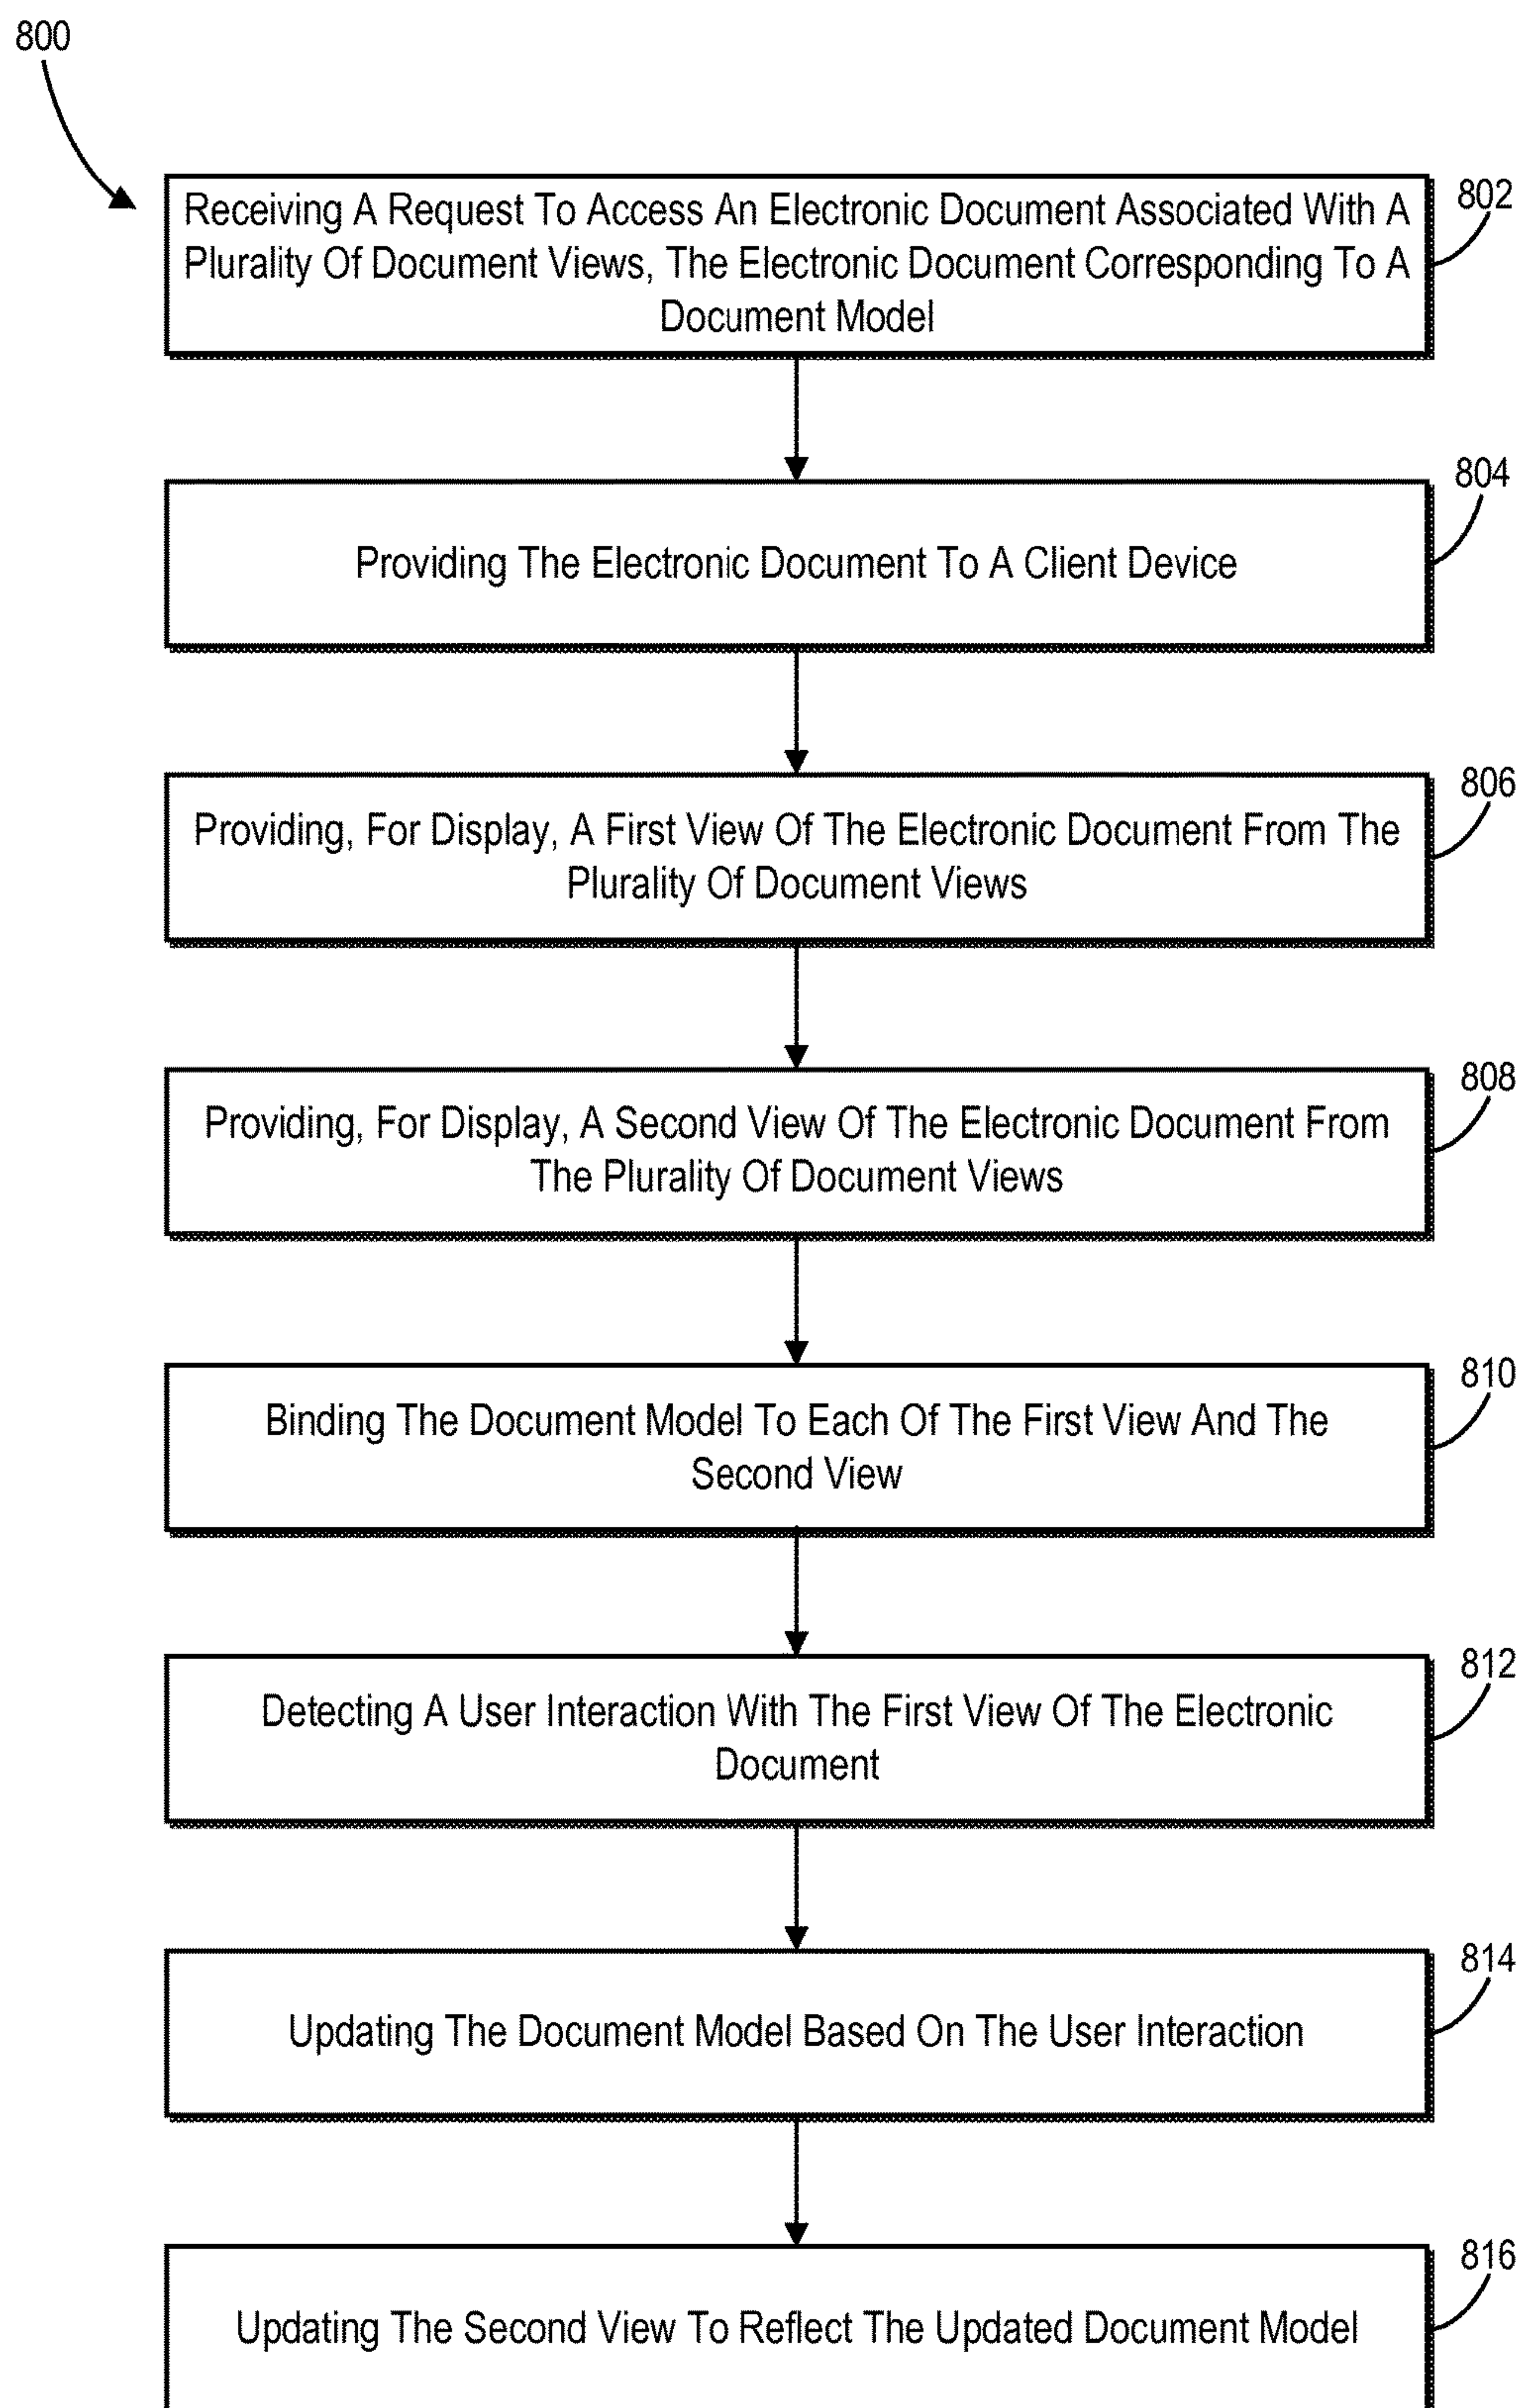 800
Receiving A Request To Access An Electronic Document Associated With A
Plurality Of Document Views, The Electronic Document Corresponding To A
Document Model
802
804
Providing The Electronic Document To A Client Device
806
Providing, For Display, A First View Of The Electronic Document From The
Plurality Of Document Views
808
Providing, For Display, A Second View Of The Electronic Document From
The Plurality Of Document Views
810
Binding The Document Model To Each Of The First View And The
Second View
812
Detecting A User Interaction With The First View Of The Electronic
Document
814
Updating The Document Model Based On The User Interaction
816
Updating The Second View To Reflect The Updated Document Model